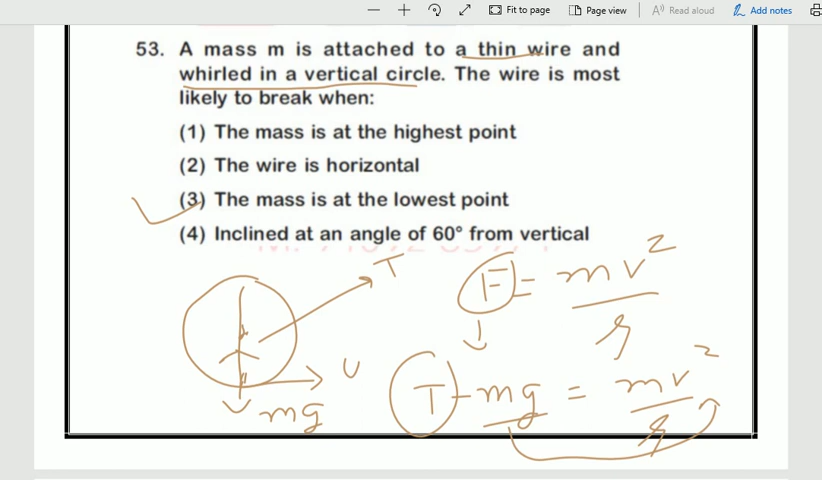 Fit to page Page view Read aloud Add notes
53. A mass m is attached to a thin wire and
whirled in a vertical circle. The wire is most
likely to break when:
(1) The mass is at the highest point
(2) The wire is horizontal
(3) The mass is at the lowest point
(4) Inclined at an angle of 60° from vertical
T
F = mv²/r
U
mg
T - mg = mv²/r